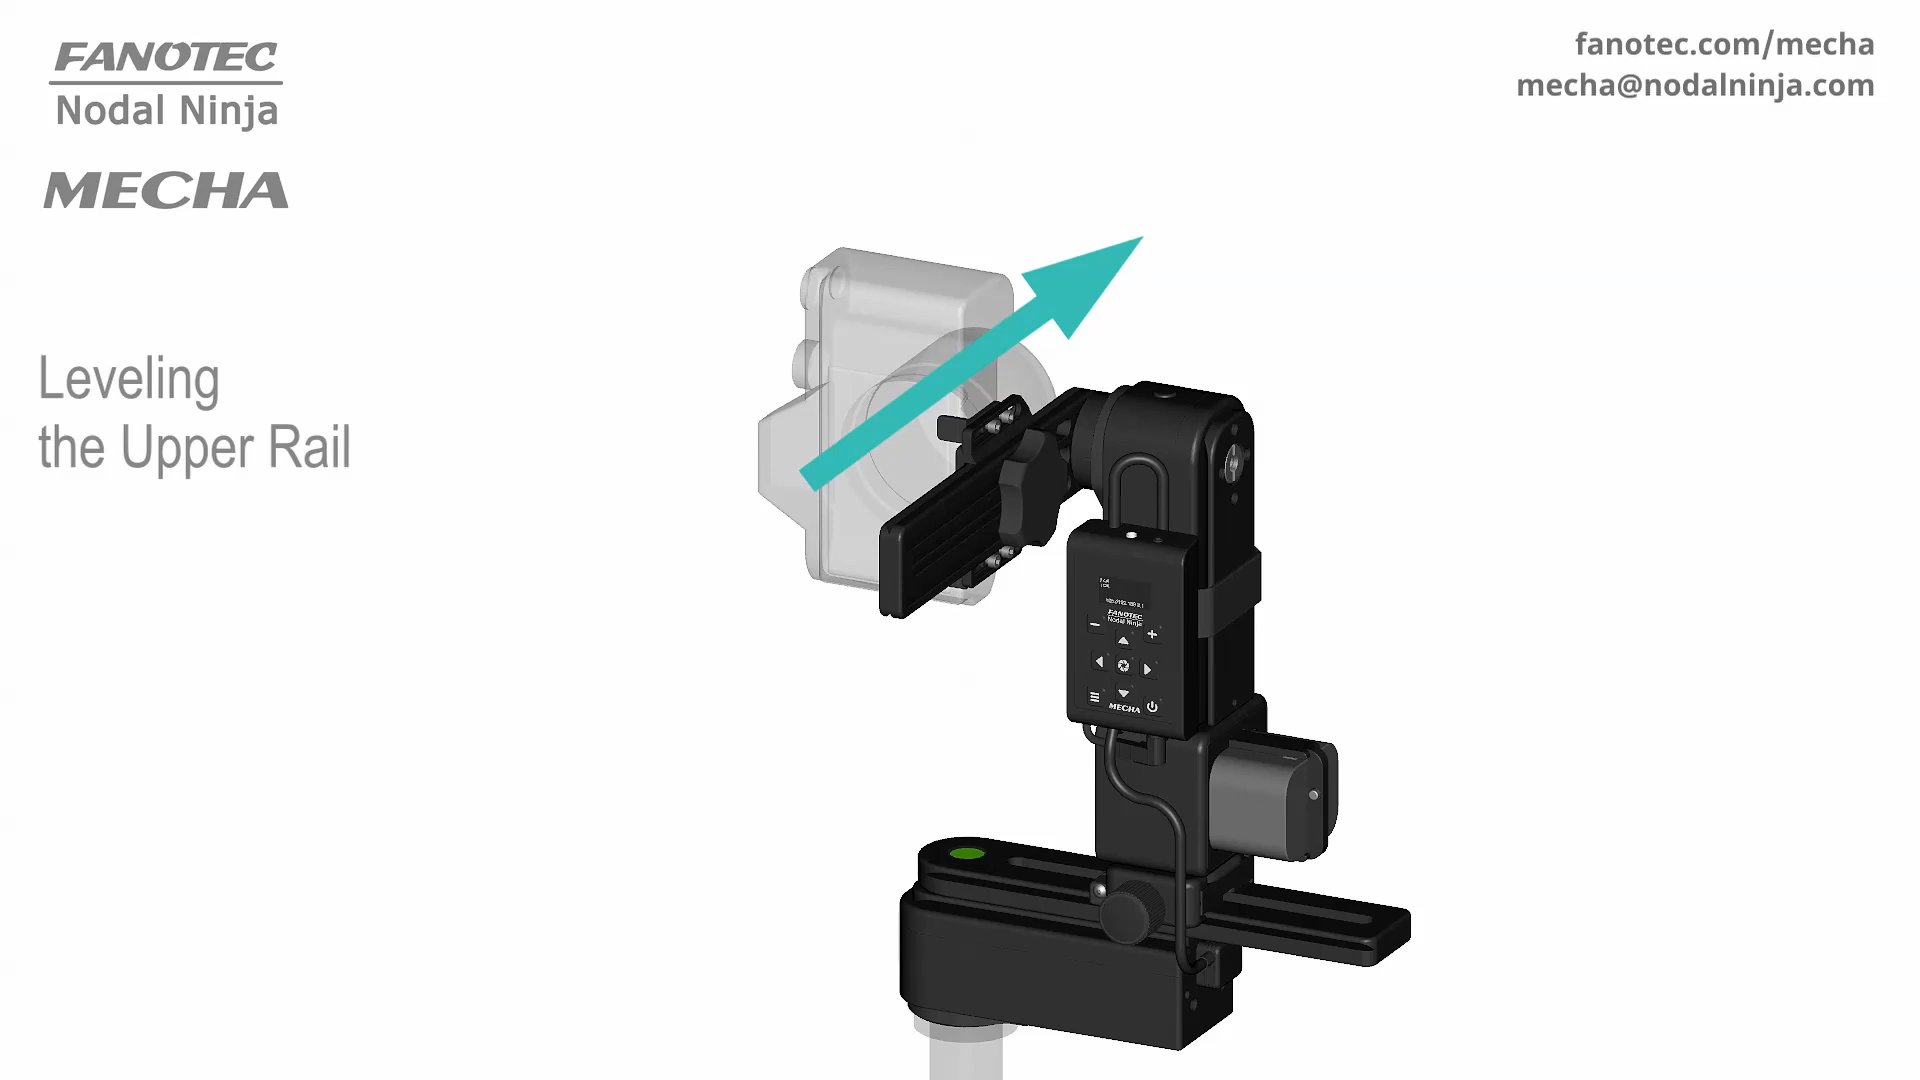 FANOTEC
Nodal Ninja
MECHA
fanotec.com/mecha
mecha@nodalninja.com
Leveling
the Upper Rail
FANOTEC
Nodal Ninja
MECHA